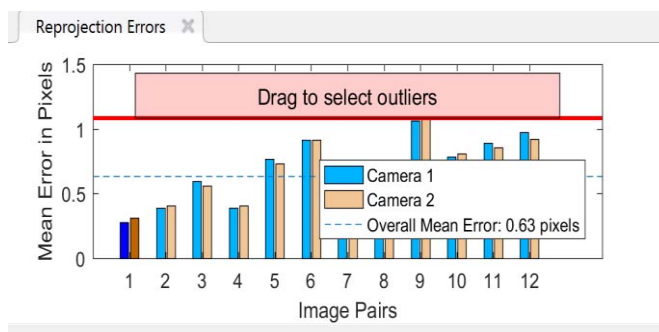 Reprojection Errors
Mean Error in Pixels
1.5
1
0.5
0
Drag to select outliers
Camera 1
Camera 2
Overall Mean Error: 0.63 pixels
1 2 3 4 5 6 7 8 9 10 11 12
Image Pairs